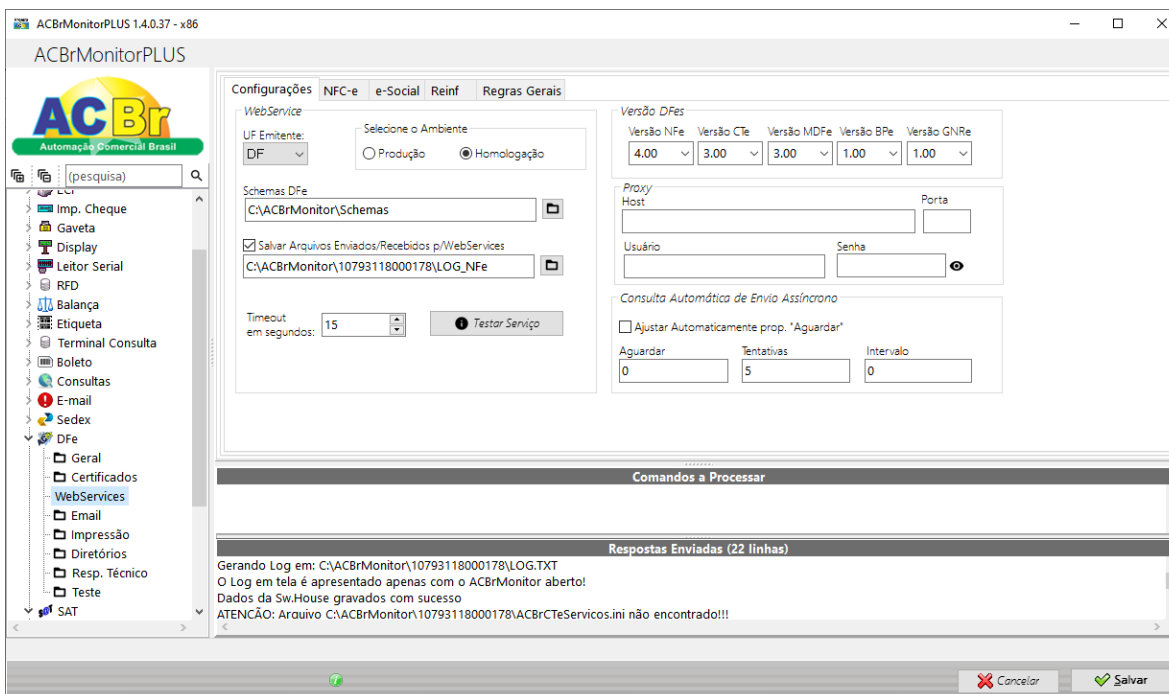 ACBrMonitorPLUS 1.4.0.37 - x86
ACBrMonitorPLUS
ACBr
Automação Comercial Brasil
(pesquisa)
ECF
Imp. Cheque
Gaveta
Display
Leitor Serial
RFD
Balança
Etiqueta
Terminal Consulta
Boleto
Consultas
E-mail
Sedex
DFe
Geral
Certificados
WebServices
Email
Impressão
Diretórios
Resp. Técnico
Teste
SAT
Configurações NFC-e e-Social Reinf Regras Gerais
WebService
UF Emitente:
DF
Selecione o Ambiente
Produção Homologação
Schemas DFe
C:\ACBrMonitor\Schemas
Salvar Arquivos Enviados/Recebidos p/WebServices
C:\ACBrMonitor\10793118000178\LOG_NFe
Timeout
em segundos: 15
Testar Serviço
Versão DFes
Versão NFe Versão CTe Versão MDFe Versão BPe Versão GNRe
4.00 3.00 3.00 1.00 1.00
Proxy
Host Porta
Usuário Senha
Consulta Automática de Envio Assíncrono
Ajustar Automaticamente prop. "Aguardar"
Aguardar Tentativas Intervalo
0 5 0
Comandos a Processar
Respostas Enviadas (22 linhas)
Gerando Log em: C:\ACBrMonitor\10793118000178\LOG.TXT
O Log em tela é apresentado apenas com o ACBrMonitor aberto!
Dados da Sw.House gravados com sucesso
ATENÇÃO: Arquivo C:\ACBrMonitor\10793118000178\ACBrCTeServicos.ini não encontrado!!!
Cancelar Salvar